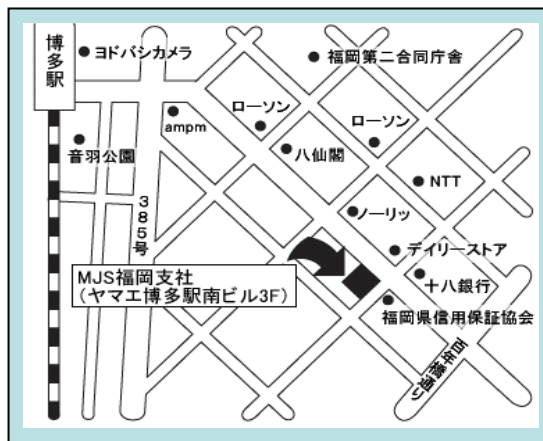 博多駅
ヨドバシカメラ
福岡第二合同庁舎
ampm
ローソン
ローソン
音羽公園
八仙閣
NTT
385号
ノーリッ
デイリーストア
MJS福岡支社
(ヤマエ博多駅南ビル3F)
十八銀行
福岡県信用保証協会
百年橋通り